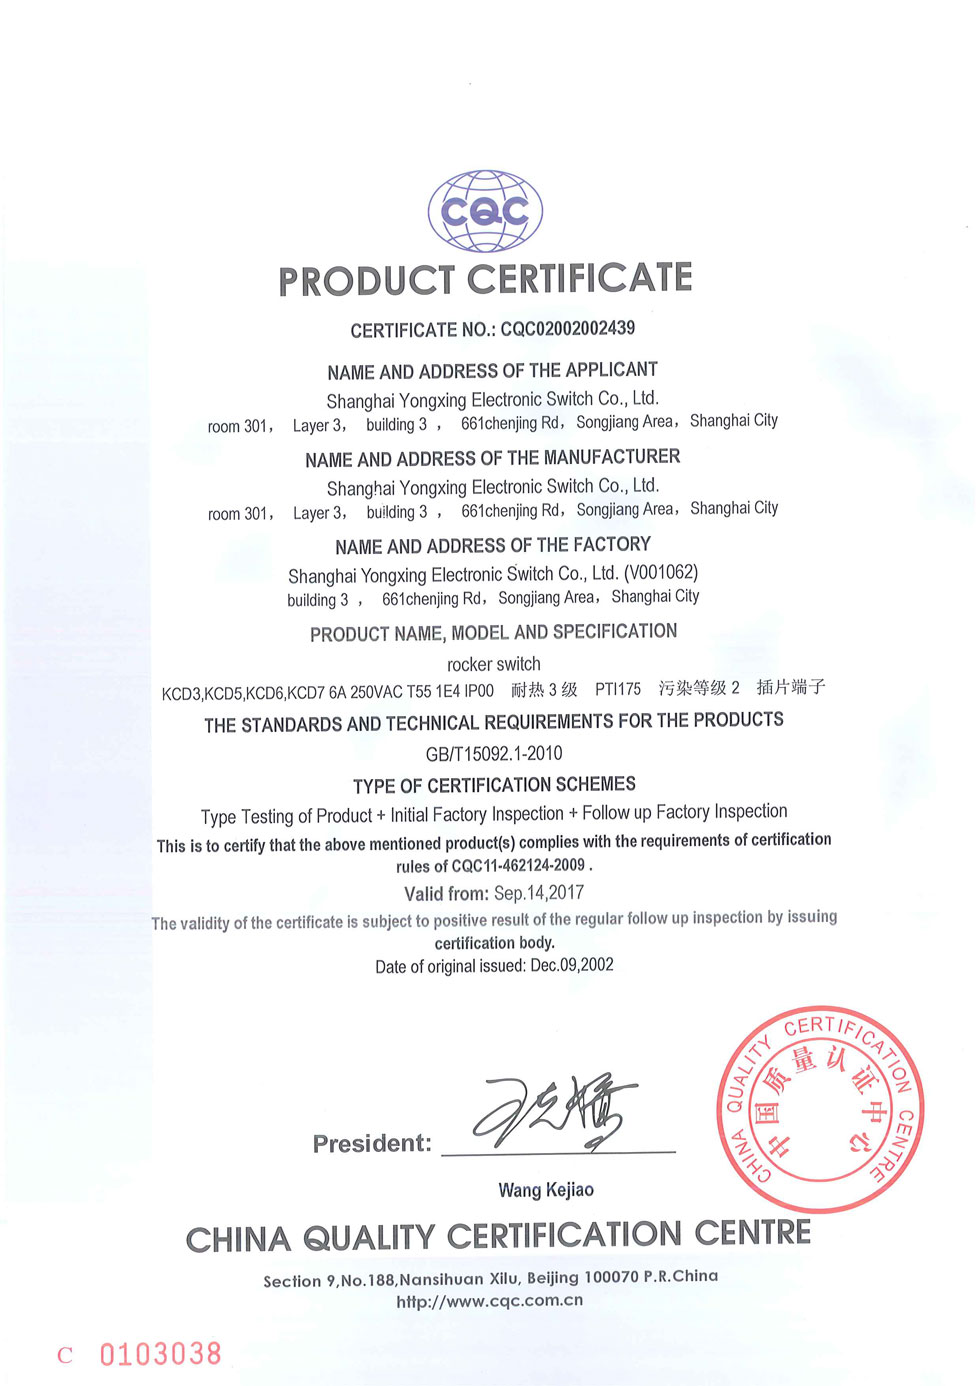 CQC
PRODUCT CERTIFICATE
CERTIFICATE NO.: CQC02002002439
NAME AND ADDRESS OF THE APPLICANT
Shanghai Yongxing Electronic Switch Co., Ltd.
room 301， Layer 3， building 3 ， 661chenjing Rd，Songjiang Area，Shanghai City
NAME AND ADDRESS OF THE MANUFACTURER
Shanghai Yongxing Electronic Switch Co., Ltd.
room 301， Layer 3， building 3 ， 661chenjing Rd，Songjiang Area，Shanghai City
NAME AND ADDRESS OF THE FACTORY
Shanghai Yongxing Electronic Switch Co., Ltd. (V001062)
building 3 ， 661chenjing Rd，Songjiang Area，Shanghai City
PRODUCT NAME, MODEL AND SPECIFICATION
rocker switch
KCD3,KCD5,KCD6,KCD7 6A 250VAC T55 1E4 IP00 耐热 3 级 PTI175 污染等级 2 插片端子
THE STANDARDS AND TECHNICAL REQUIREMENTS FOR THE PRODUCTS
GB/T15092.1-2010
TYPE OF CERTIFICATION SCHEMES
Type Testing of Product + Initial Factory Inspection + Follow up Factory Inspection
This is to certify that the above mentioned product(s) complies with the requirements of certification
rules of CQC11-462124-2009 .
Valid from: Sep.14,2017
The validity of the certificate is subject to positive result of the regular follow up inspection by issuing
certification body.
Date of original issued: Dec.09,2002
CHINA QUALITY CERTIFICATION CENTRE
中国质量认证中心
President:
Wang Kejiao
CHINA QUALITY CERTIFICATION CENTRE
Section 9,No.188,Nansihuan Xilu, Beijing 100070 P.R.China
http://www.cqc.com.cn
C 0103038